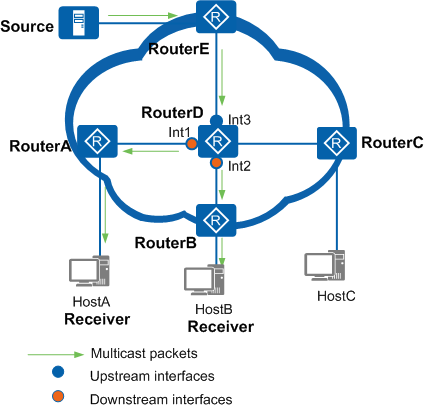 Source
R
RouterE
RouterD
Int3
Int1
R
R
R
RouterA
RouterC
Int2
R
RouterB
HostA
HostB
HostC
Receiver
Receiver
Multicast packets
Upstream interfaces
Downstream interfaces